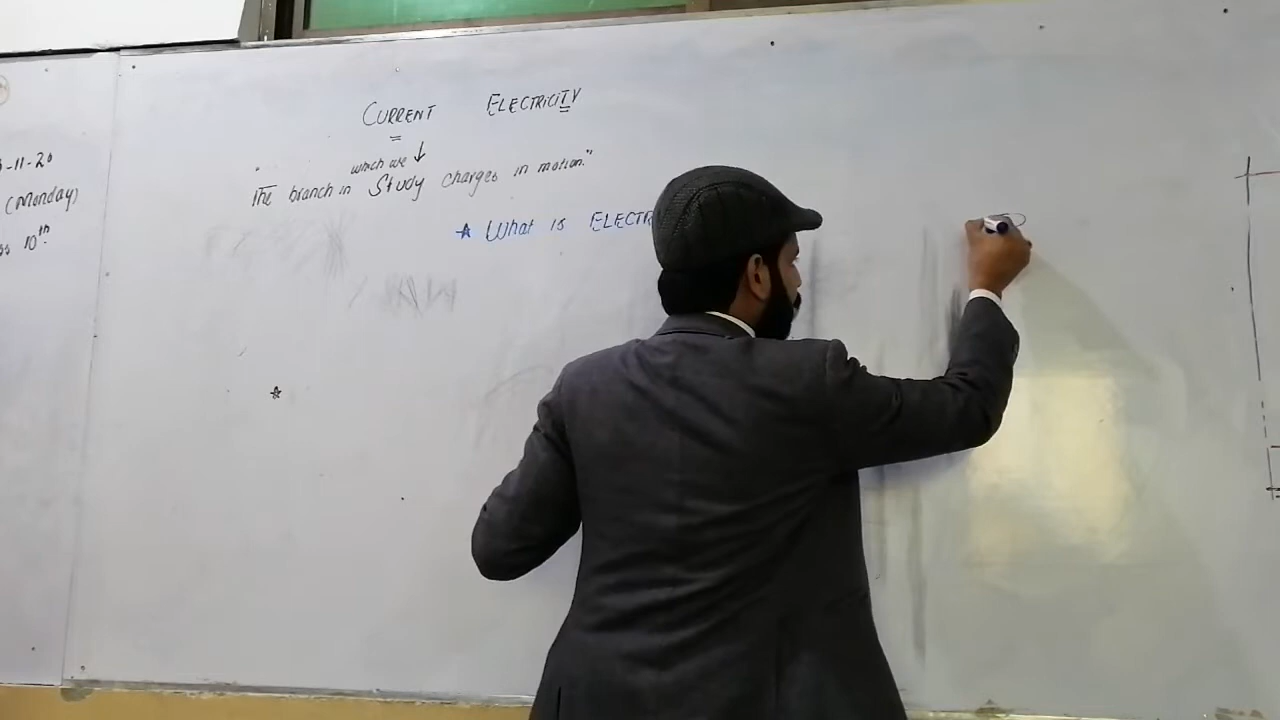 -11-20
(Monday)
10th
CURRENT ELECTRICITY
which we
"The branch in Study charges in motion."
* What is ELECTR